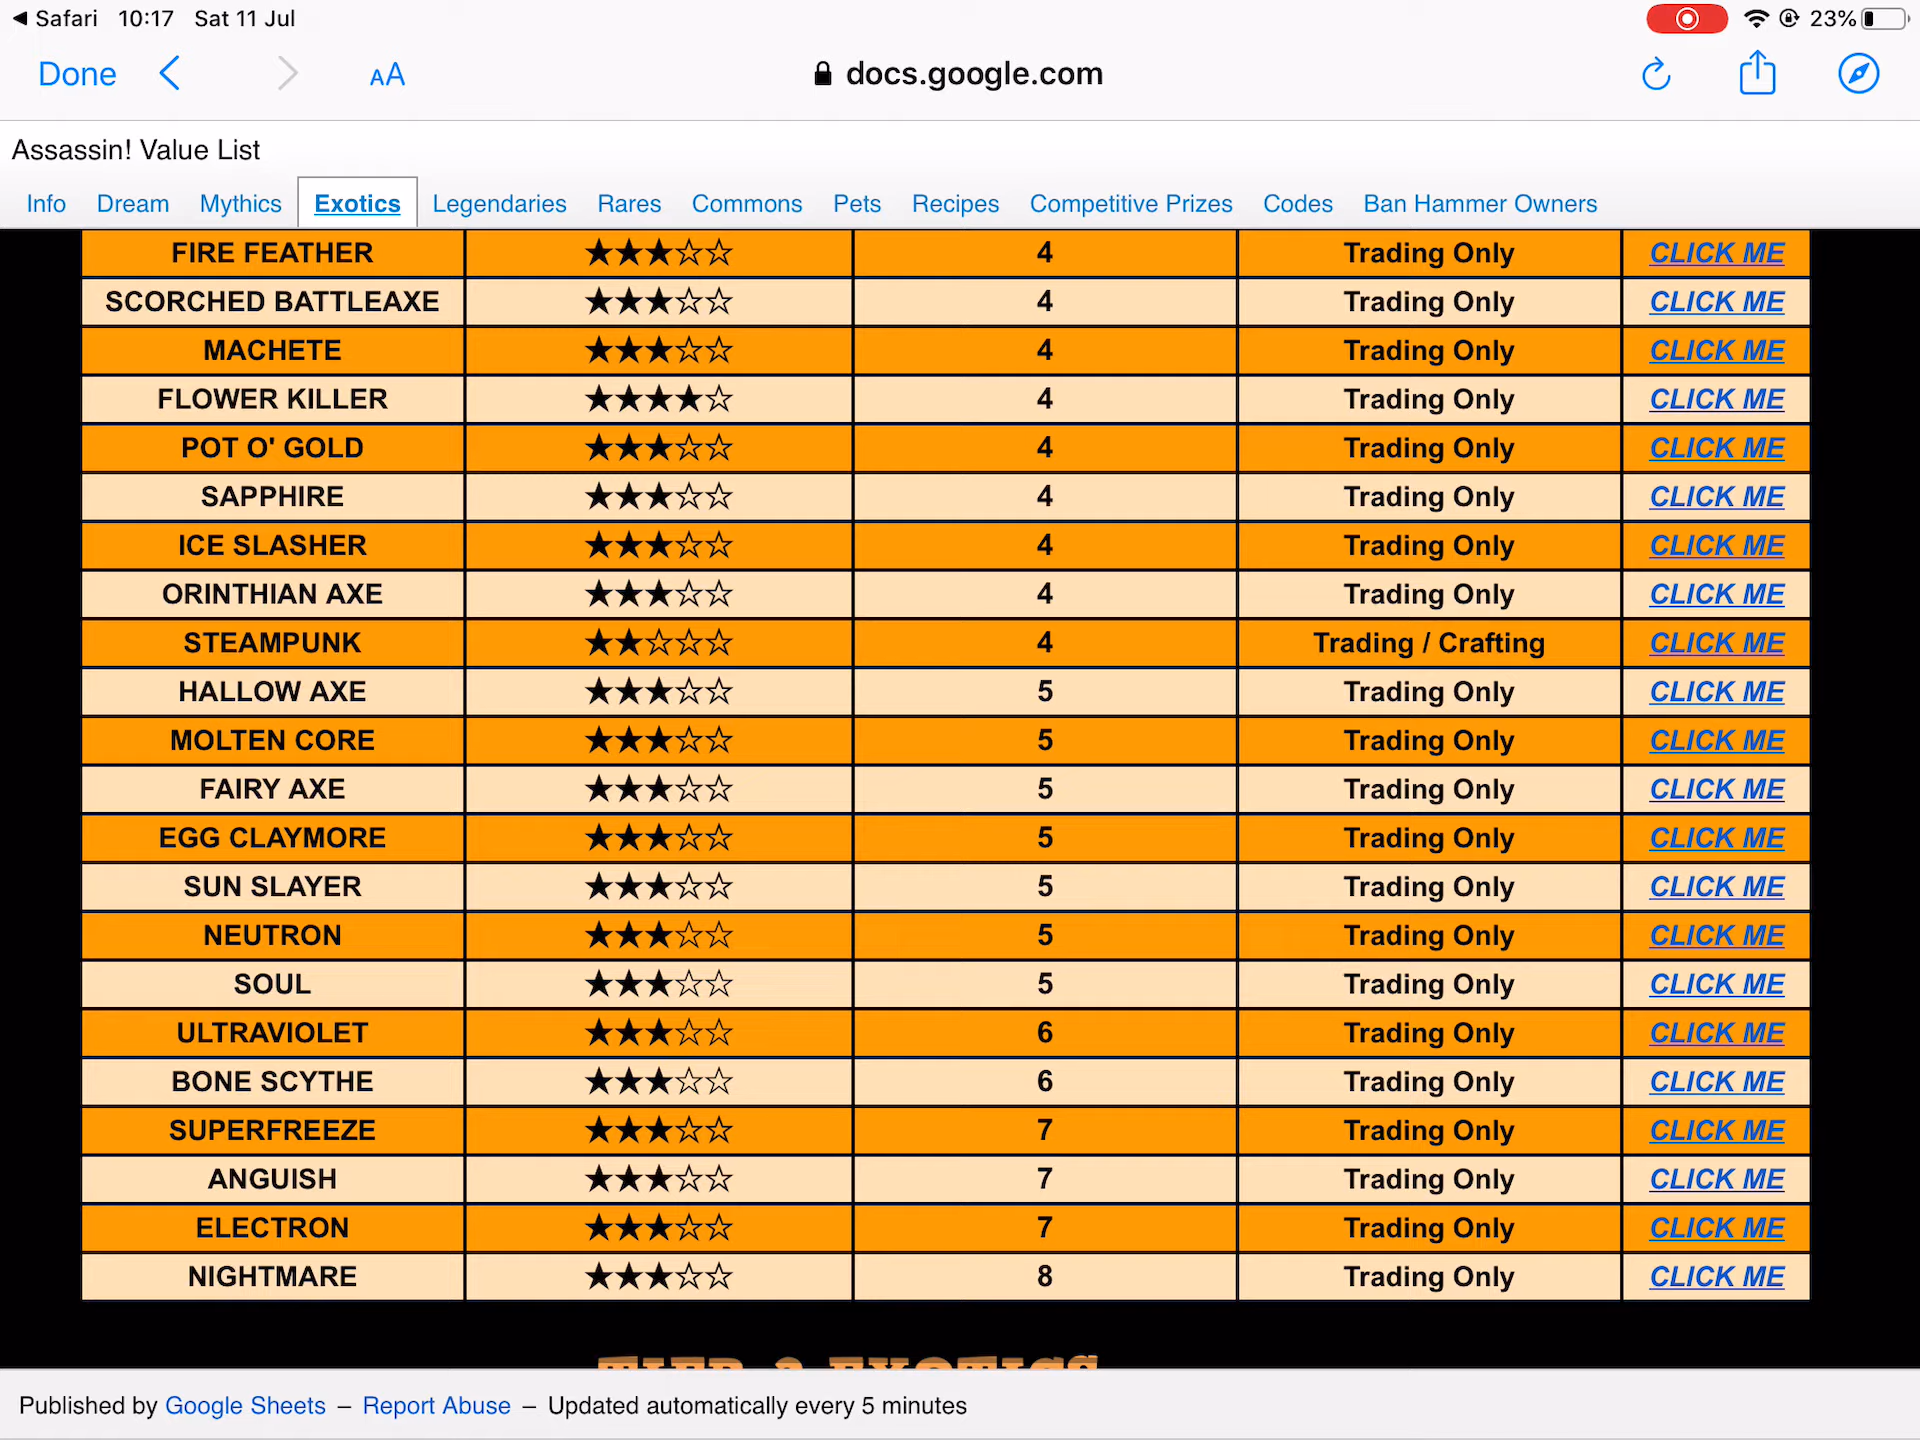 Safari 10:17 Sat 11 Jul 23%
Done AA docs.google.com
Assassin! Value List
Info Dream Mythics Exotics Legendaries Rares Commons Pets Recipes Competitive Prizes Codes Ban Hammer Owners
FIRE FEATHER ★★★☆☆ 4 Trading Only CLICK ME
SCORCHED BATTLEAXE ★★★☆☆ 4 Trading Only CLICK ME
MACHETE ★★★☆☆ 4 Trading Only CLICK ME
FLOWER KILLER ★★★★☆ 4 Trading Only CLICK ME
POT O' GOLD ★★★☆☆ 4 Trading Only CLICK ME
SAPPHIRE ★★★☆☆ 4 Trading Only CLICK ME
ICE SLASHER ★★★☆☆ 4 Trading Only CLICK ME
ORINTHIAN AXE ★★★☆☆ 4 Trading Only CLICK ME
STEAMPUNK ★★☆☆☆ 4 Trading / Crafting CLICK ME
HALLOW AXE ★★★☆☆ 5 Trading Only CLICK ME
MOLTEN CORE ★★★☆☆ 5 Trading Only CLICK ME
FAIRY AXE ★★★☆☆ 5 Trading Only CLICK ME
EGG CLAYMORE ★★★☆☆ 5 Trading Only CLICK ME
SUN SLAYER ★★★☆☆ 5 Trading Only CLICK ME
NEUTRON ★★★☆☆ 5 Trading Only CLICK ME
SOUL ★★★☆☆ 5 Trading Only CLICK ME
ULTRAVIOLET ★★★☆☆ 6 Trading Only CLICK ME
BONE SCYTHE ★★★☆☆ 6 Trading Only CLICK ME
SUPERFREEZE ★★★☆☆ 7 Trading Only CLICK ME
ANGUISH ★★★☆☆ 7 Trading Only CLICK ME
ELECTRON ★★★☆☆ 7 Trading Only CLICK ME
NIGHTMARE ★★★☆☆ 8 Trading Only CLICK ME
Published by Google Sheets – Report Abuse – Updated automatically every 5 minutes